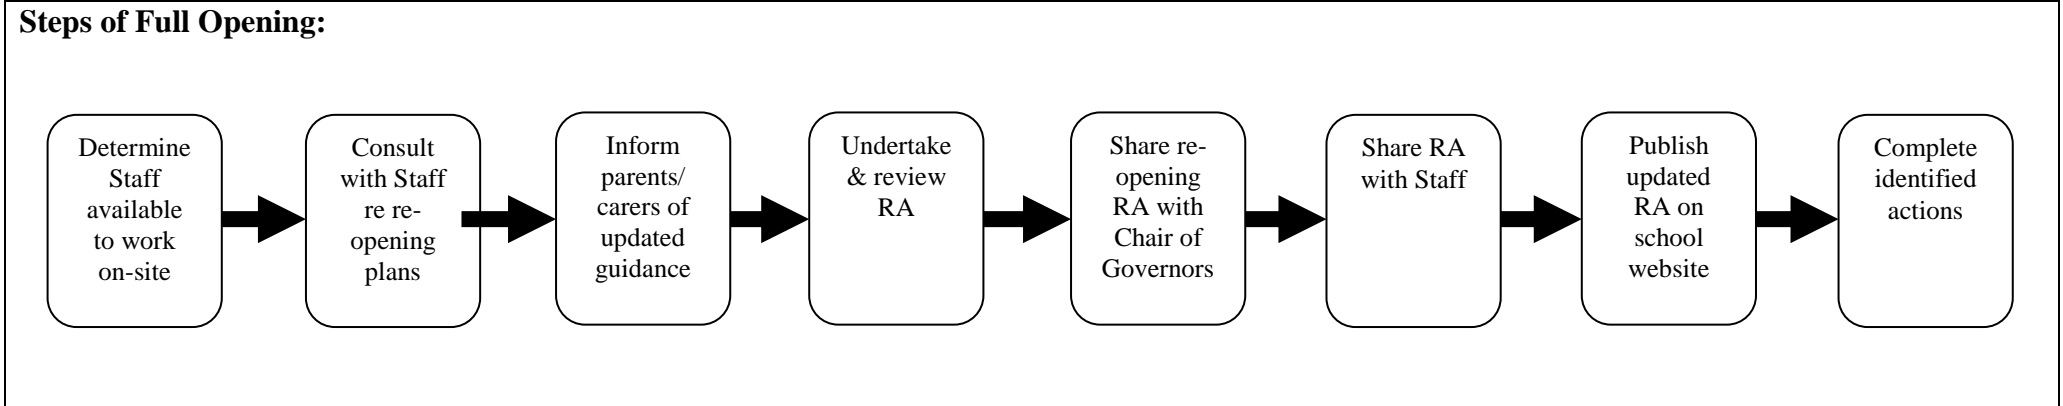 Steps of Full Opening:
Determine
Staff
available
to work
on-site
Consult
with Staff
re re-
opening
plans
Inform
parents/
carers of
updated
guidance
Undertake
& review
RA
Share re-
opening
RA with
Chair of
Governors
Share RA
with Staff
Publish
updated
RA on
school
website
Complete
identified
actions